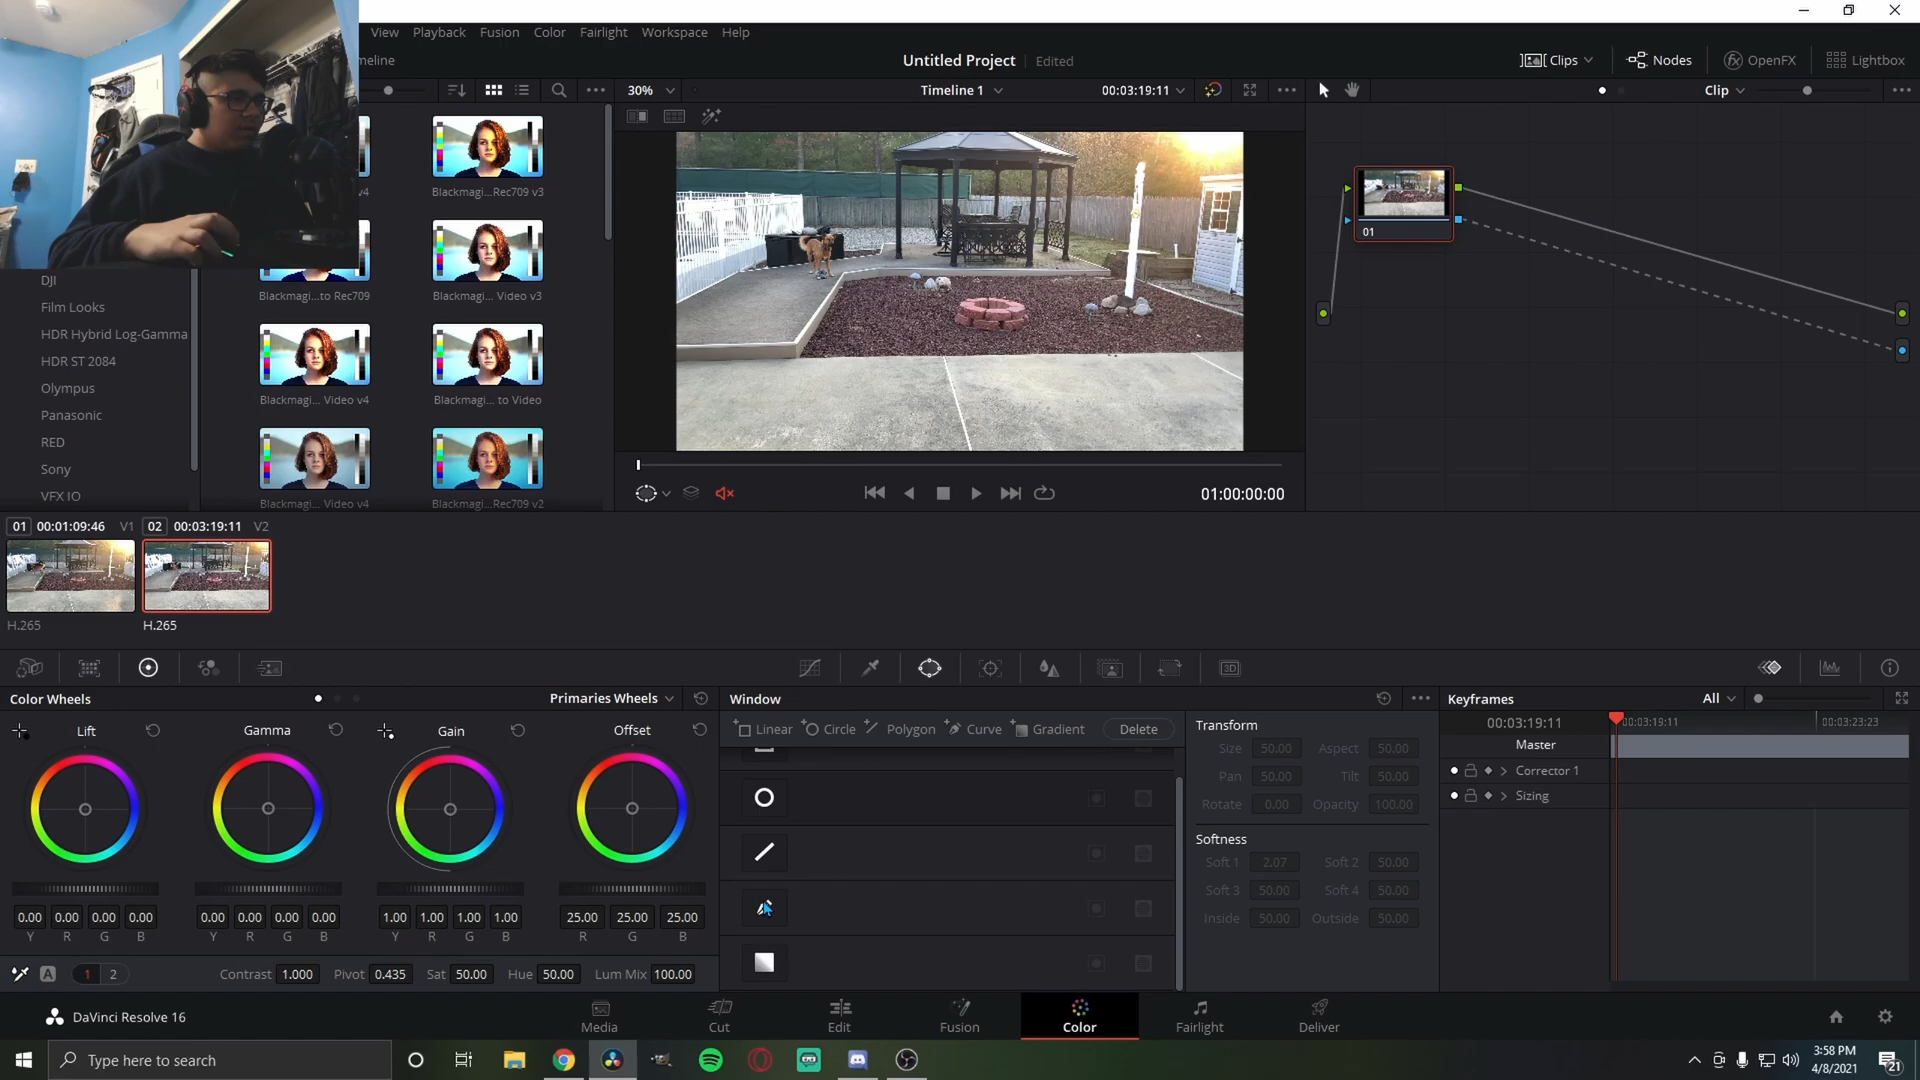 View Playback Fusion Color Fairlight Workspace Help
meline
Untitled Project Edited
Clips Nodes OpenFX Lightbox
30% Timeline 1 00:03:19:11 Clip
v4 Blackmagi...Rec709 v3
Blackmagi...to Rec709 Blackmagi... Video v3
Blackmagi... Video v4 Blackmagi... to Video
Blackmagi... Video v4 Blackmagi...Rec709 v2
DJI
Film Looks
HDR Hybrid Log-Gamma
HDR ST 2084
Olympus
Panasonic
RED
Sony
VFX IO
01
01:00:00:00
01 00:01:09:46 V1 02 00:03:19:11 V2
H.265 H.265
3D
Color Wheels Primaries Wheels
Lift Gamma Gain Offset
0.00 0.00 0.00 0.00 0.00 0.00 0.00 0.00 1.00 1.00 1.00 1.00 25.00 25.00 25.00
Y R G B Y R G B Y R G B R G B
A 1 2 Contrast 1.000 Pivot 0.435 Sat 50.00 Hue 50.00 Lum Mix 100.00
Window
Linear Circle Polygon Curve Gradient Delete
Transform
Size 50.00 Aspect 50.00
Pan 50.00 Tilt 50.00
Rotate 0.00 Opacity 100.00
Softness
Soft 1 2.07 Soft 2 50.00
Soft 3 50.00 Soft 4 50.00
Inside 50.00 Outside 50.00
Keyframes All
00:03:19:11 00:03:19:11 00:03:23:23
Master
Corrector 1
Sizing
DaVinci Resolve 16
Media Cut Edit Fusion Color Fairlight Deliver
Type here to search
3:58 PM
4/8/2021
21